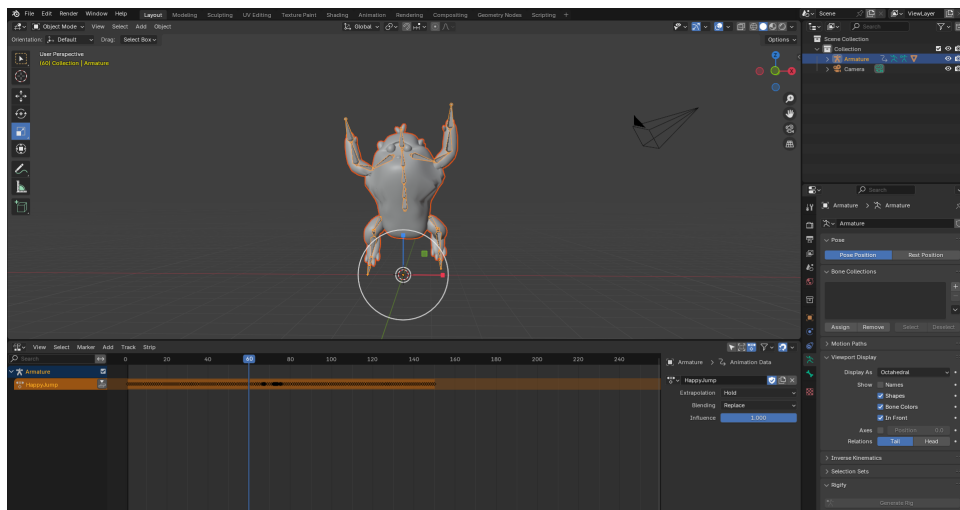 File Edit Render Window Help Layout Modeling Sculpting UV Editing Texture Paint Shading Animation Rendering Compositing Geometry Nodes Scripting + Scene ViewLayer
Object Mode View Select Add Object Global Search
Orientation: Default Drag: Select Box Options
User Perspective
(60) Collection | Armature
Scene Collection
Collection
Armature
Camera
Search
Armature > Armature
Armature
Pose
Pose Position Rest Position
Bone Collections
Assign Remove Select Deselect
Motion Paths
Viewport Display
Display As Octahedral
Show Names
Shapes
Bone Colors
In Front
Axes Position 0.0
Relations Tail Head
Inverse Kinematics
Selection Sets
Rigify
Generate Rig
View Select Marker Add Track Strip
Search 0 20 40 60 80 100 120 140 160 180 200 220 240
Armature
HappyJump
Armature > Animation Data
HappyJump
Extrapolation Hold
Blending Replace
Influence 1.000